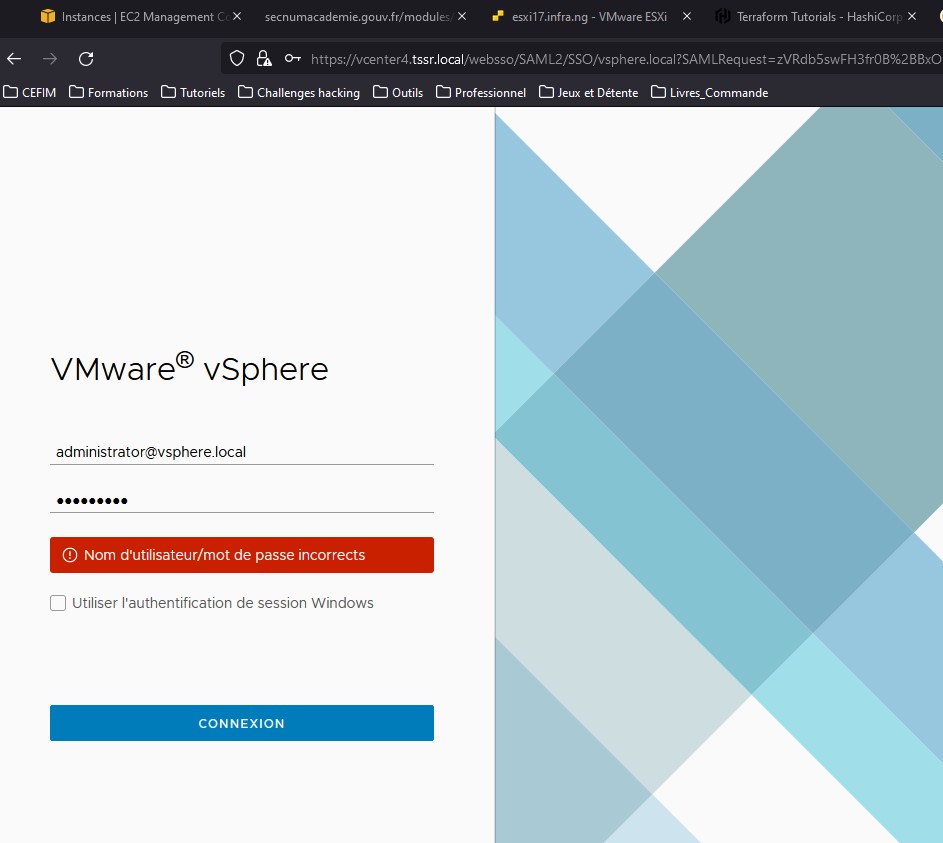 Instances | EC2 Management Co
secnumacademie.gouv.fr/modules/
esxi17.infra.ng - VMware ESXi
Terraform Tutorials - HashiCorp
https://vcenter4.tssr.local/websso/SAML2/SSO/vsphere.local?SAMLRequest=zVRdb5swFH3fr0B%2BBxO
CEFIM
Formations
Tutoriels
Challenges hacking
Outils
Professionnel
Jeux et Détente
Livres_Commande
VMware® vSphere
administrator@vsphere.local
•••••••••
Nom d'utilisateur/mot de passe incorrects
Utiliser l'authentification de session Windows
CONNEXION